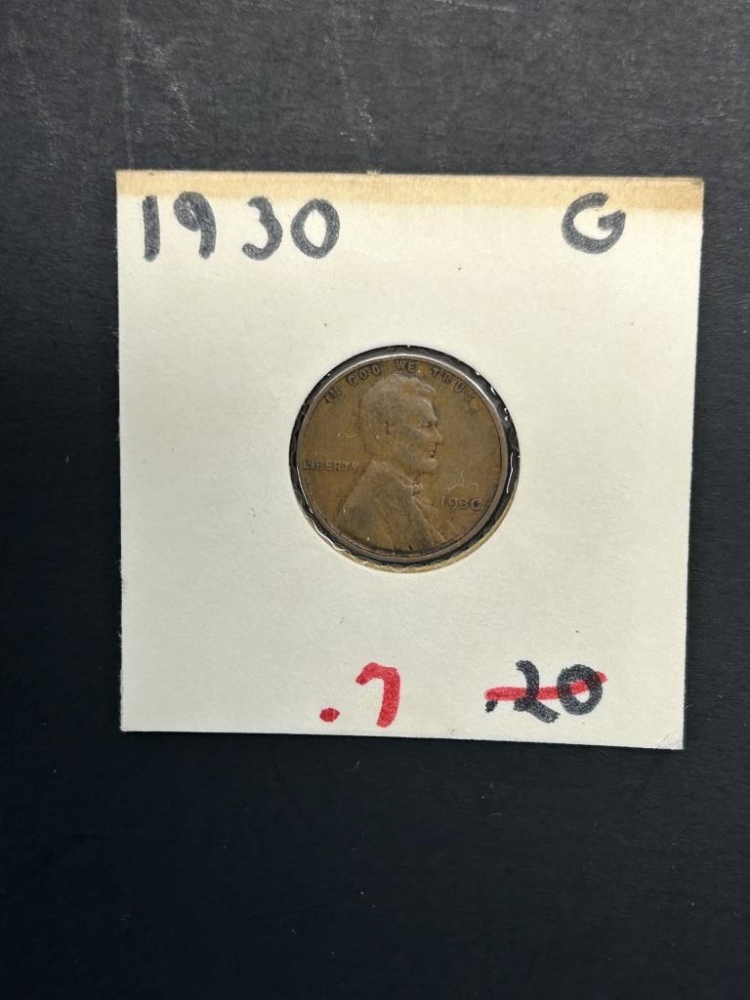 1930 G
IN GOD WE TRUST
LIBERTY
1930
.7 .20